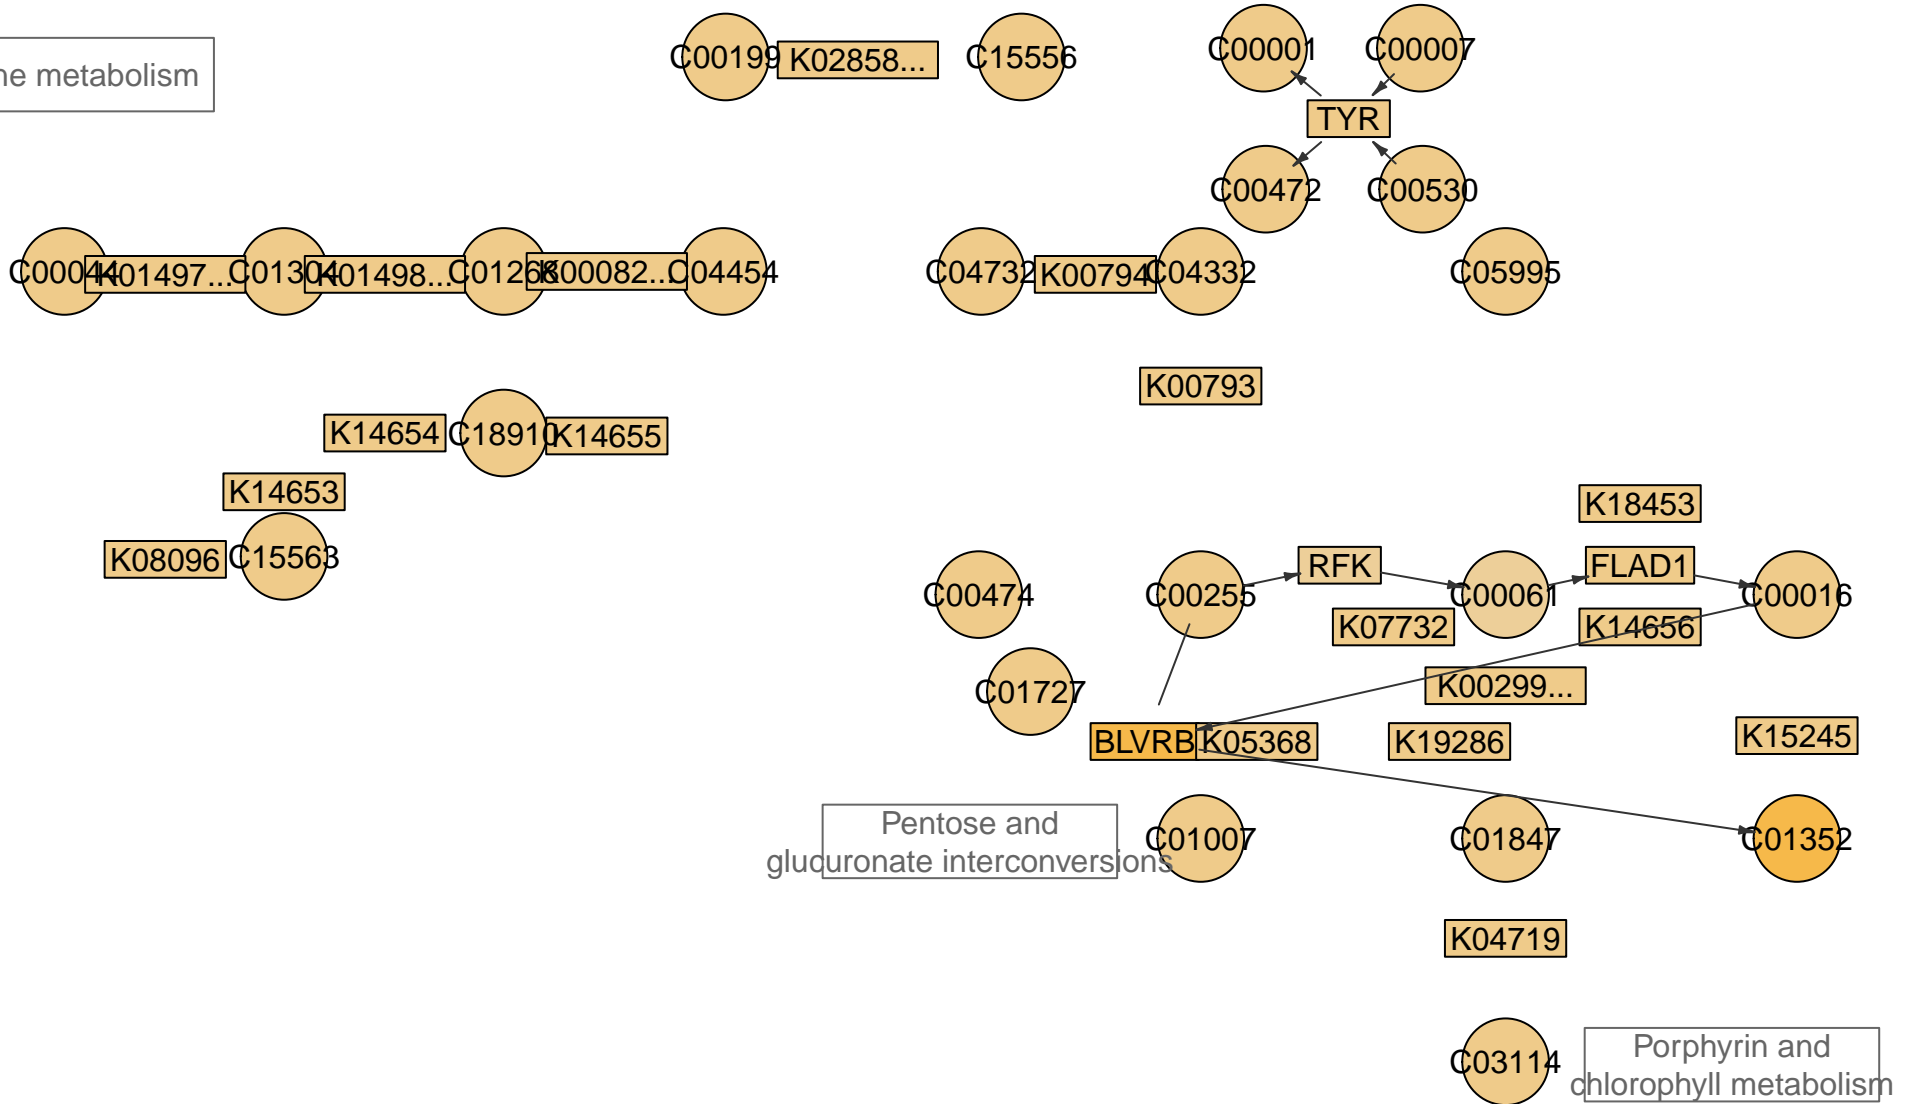 C00199 K02858... C15556 C00001 C00007
ne metabolism
TYR
C00472 C00530
C00044 K01497... C01304 K01498... C01268 K00082... C04454 C04732 K00794 C04332 C05995
K00793
K14654 C18910 K14655
K14653
K18453
K08096 C15563
RFK FLAD1
C00474 C00255 C00061 C00016
K07732 K14656
C01727 K00299...
BLVRB K05368 K19286 K15245
Pentose and
glucuronate interconversions
C01007 C01847 C01352
K04719
C03114
Porphyrin and
chlorophyll metabolism